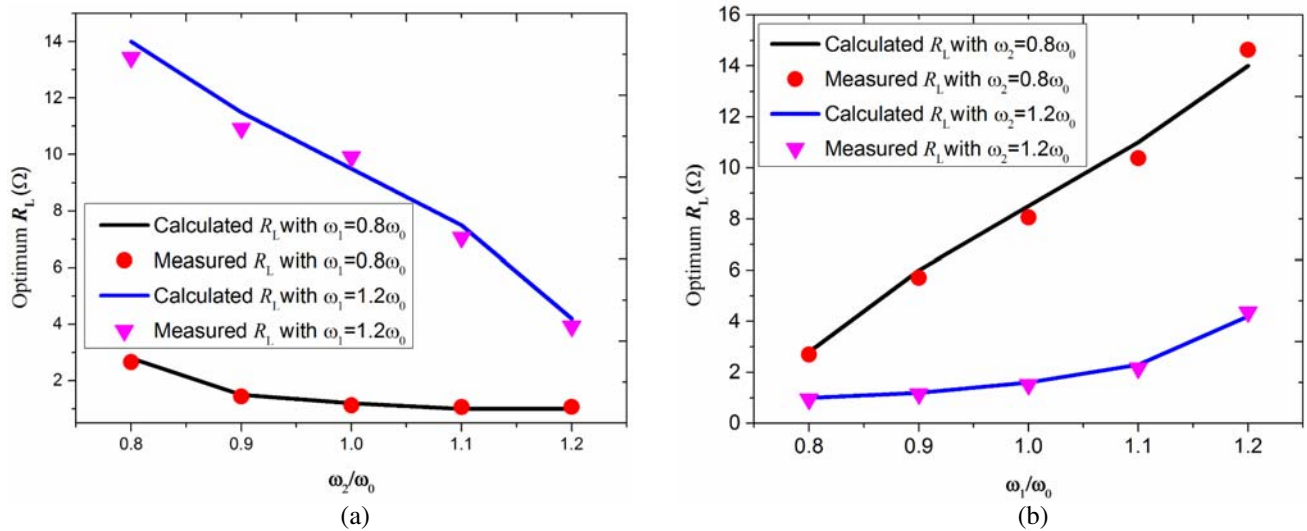 14
12
10
8
6
4
2
Optimum R_L (Ω)
Calculated R_L with ω₁=0.8ω₀
Measured R_L with ω₁=0.8ω₀
Calculated R_L with ω₁=1.2ω₀
Measured R_L with ω₁=1.2ω₀
0.8 0.9 1.0 1.1 1.2
ω₂/ω₀
(a)
16
14
12
10
8
6
4
2
0
Optimum R_L (Ω)
Calculated R_L with ω₂=0.8ω₀
Measured R_L with ω₂=0.8ω₀
Calculated R_L with ω₂=1.2ω₀
Measured R_L with ω₂=1.2ω₀
0.8 0.9 1.0 1.1 1.2
ω₁/ω₀
(b)